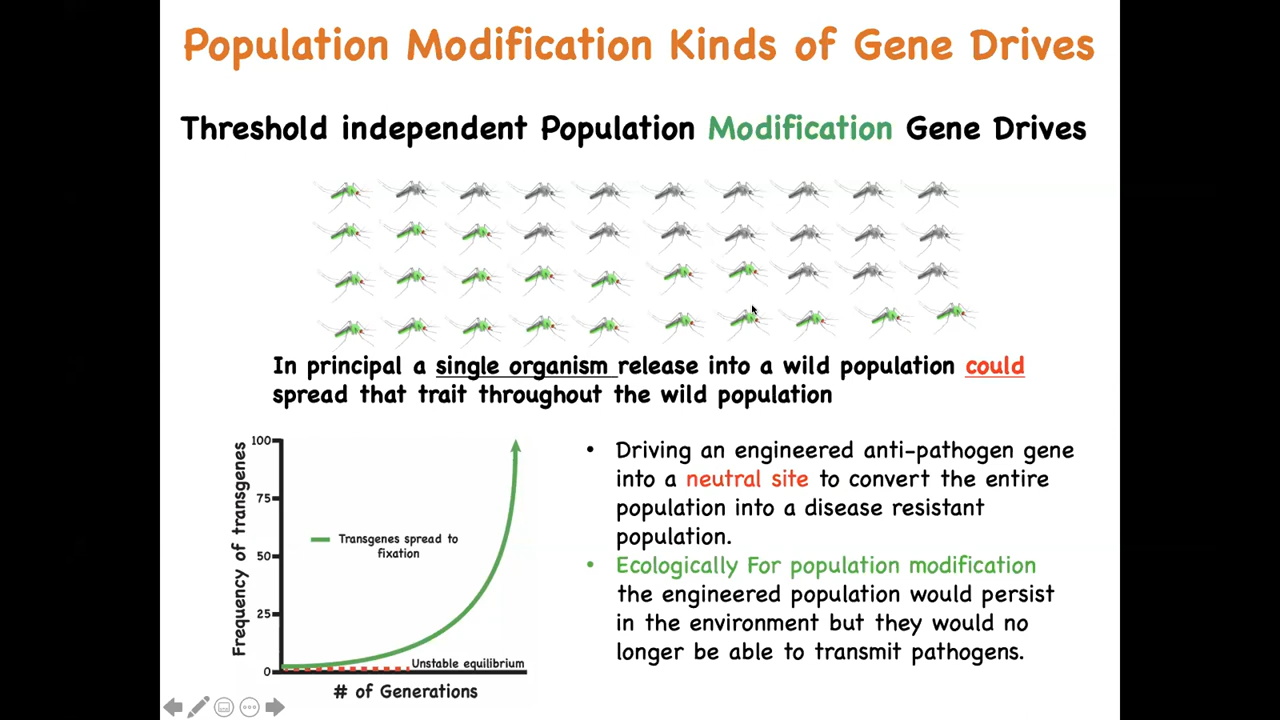 Population Modification Kinds of Gene Drives
Threshold independent Population Modification Gene Drives
In principal a single organism release into a wild population could
spread that trait throughout the wild population
Frequency of transgenes
100
75
50
25
0
Transgenes spread to
fixation
Unstable equilibrium
# of Generations
• Driving an engineered anti-pathogen gene
into a neutral site to convert the entire
population into a disease resistant
population.
• Ecologically For population modification
the engineered population would persist
in the environment but they would no
longer be able to transmit pathogens.